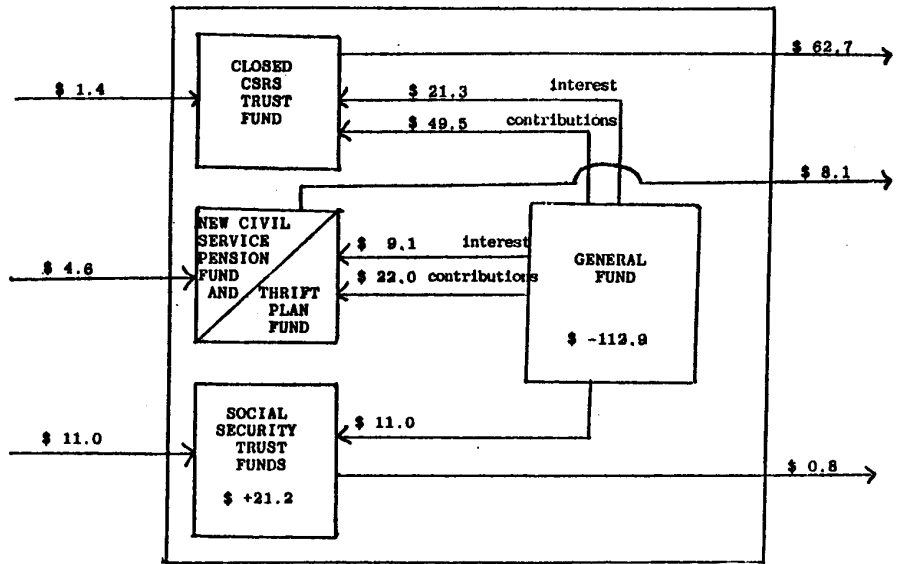 $ 62.7
CLOSED
CSRS
TRUST
FUND
$ 1.4
$ 21.3 interest
$ 49.5 contributions
$ 8.1
NEW CIVIL
SERVICE
PENSION
FUND
AND
THRIFT
PLAN
FUND
$ 4.6
$ 9.1 interest
$ 22.0 contributions
GENERAL
FUND
$ -112.9
SOCIAL
SECURITY
TRUST
FUNDS
$ +21.2
$ 11.0
$ 11.0
$ 0.8